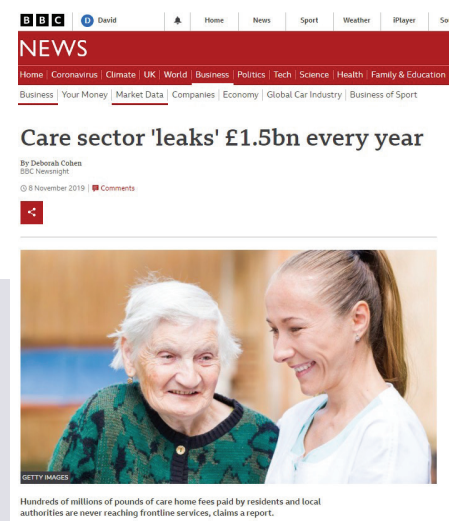 BBC D David Home News Sport Weather iPlayer
NEWS
Home Coronavirus Climate UK World Business Politics Tech Science Health Family & Education
Business Your Money Market Data Companies Economy Global Car Industry Business of Sport
Care sector 'leaks' £1.5bn every year
By Deborah Cohen
BBC Newsnight
8 November 2019 Comments
GETTY IMAGES
Hundreds of millions of pounds of care home fees paid by residents and local
authorities are never reaching frontline services, claims a report.